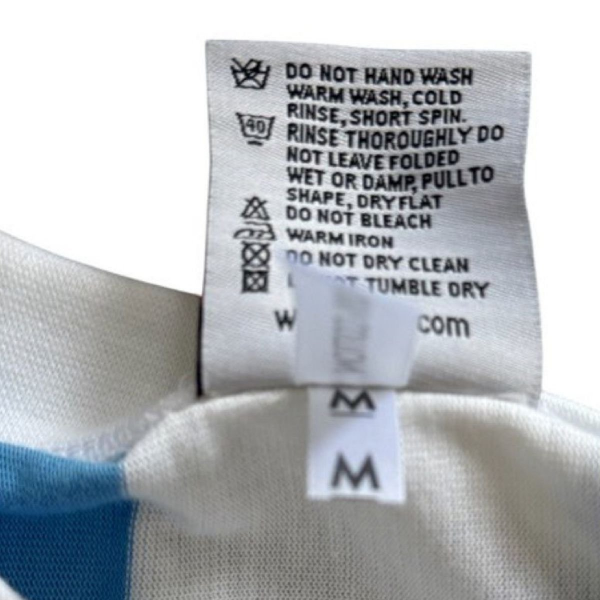 DO NOT HAND WASH
WARM WASH, COLD
RINSE, SHORT SPIN.
40
RINSE THOROUGHLY DO
NOT LEAVE FOLDED
WET OR DAMP, PULL TO
SHAPE, DRY FLAT
DO NOT BLEACH
WARM IRON
DO NOT DRY CLEAN
NOT TUMBLE DRY
com
M
M